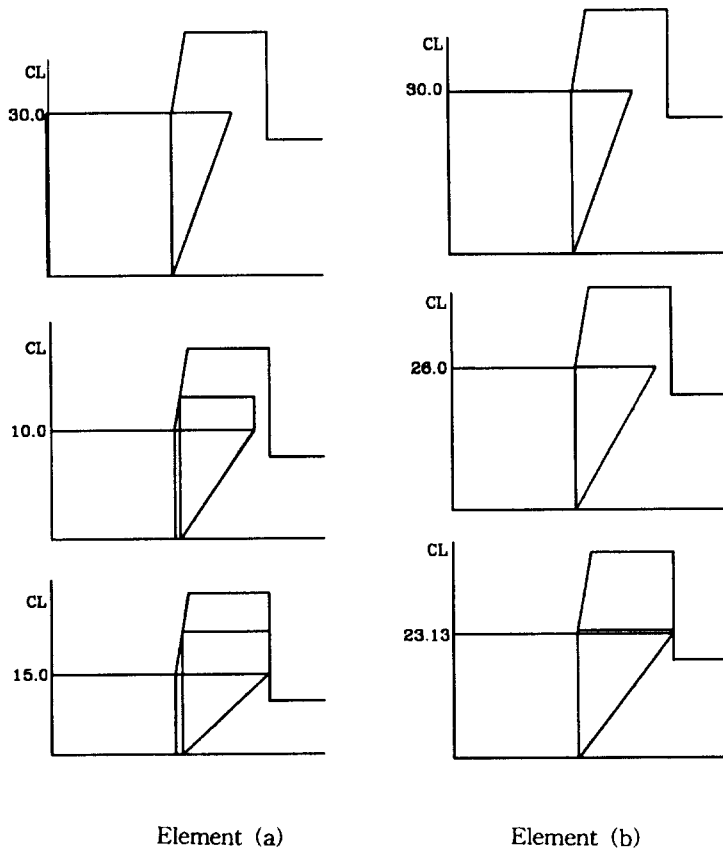 CL
30.0
CL
10.0
CL
15.0
Element (a)
CL
30.0
CL
26.0
CL
23.13
Element (b)